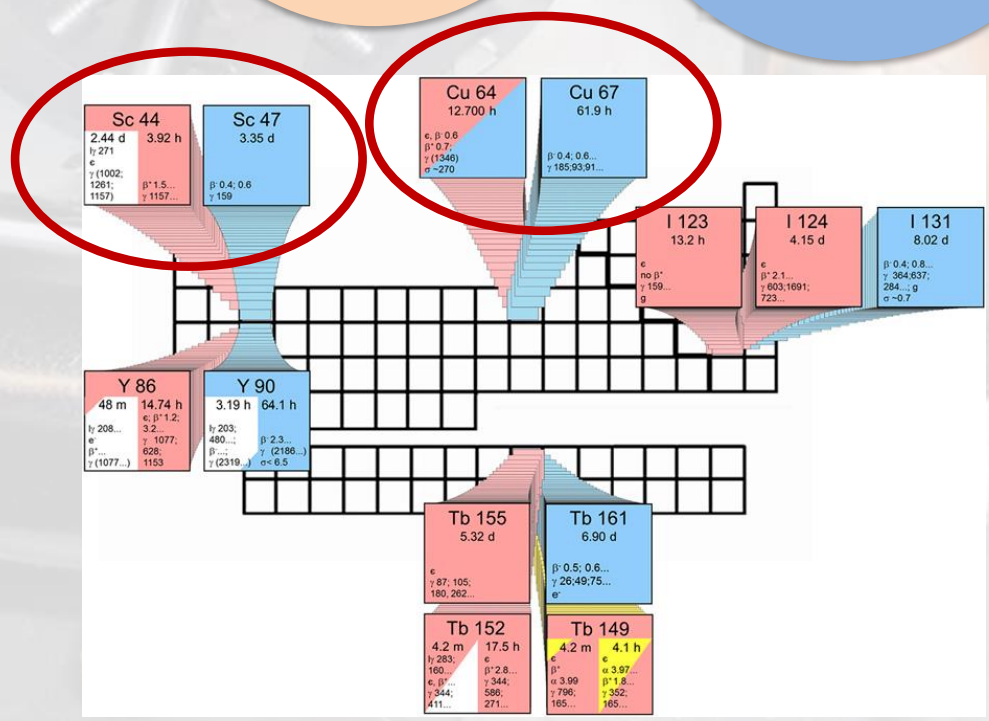 Sc 44
2.44 d 3.92 h
Iγ 271
ε
γ (1002;
1261;
1157)
β⁺ 1.5...
γ 1157...
Sc 47
3.35 d
β⁻ 0.4; 0.6
γ 159
Cu 64
12.700 h
ε, β⁻ 0.6
β⁺ 0.7;
γ (1346)
σ ~270
Cu 67
61.9 h
β⁻ 0.4; 0.6...
γ 185;93;91...
I 123
13.2 h
ε
no β⁺
γ 159...
g
I 124
4.15 d
ε
β⁺ 2.1...
γ 603;1691;
723...
I 131
8.02 d
β⁻ 0.4; 0.8...
γ 364;637;
284...; g
σ ~0.7
Y 86
48 m 14.74 h
Iγ 208...
e⁻
β⁺...
γ (1077...)
ε; β⁺ 1.2;
3.2...
γ 1077;
628;
1153
Y 90
3.19 h 64.1 h
Iγ 203;
480...;
β⁻...;
γ (2319...)
β⁻ 2.3...
γ (2186...)
σ< 6.5
Tb 155
5.32 d
ε
γ 87; 105;
180, 262...
Tb 161
6.90 d
β⁻ 0.5; 0.6...
γ 26;49;75...
e⁻
Tb 152
4.2 m 17.5 h
Iγ 283;
160...
ε, β⁺...
γ 344;
411...
ε
β⁺ 2.8...
γ 344;
586;
271...
Tb 149
4.2 m 4.1 h
ε
β⁺
α 3.99
γ 796;
165...
ε
α 3.97...
β⁺ 1.8...
γ 352;
165...